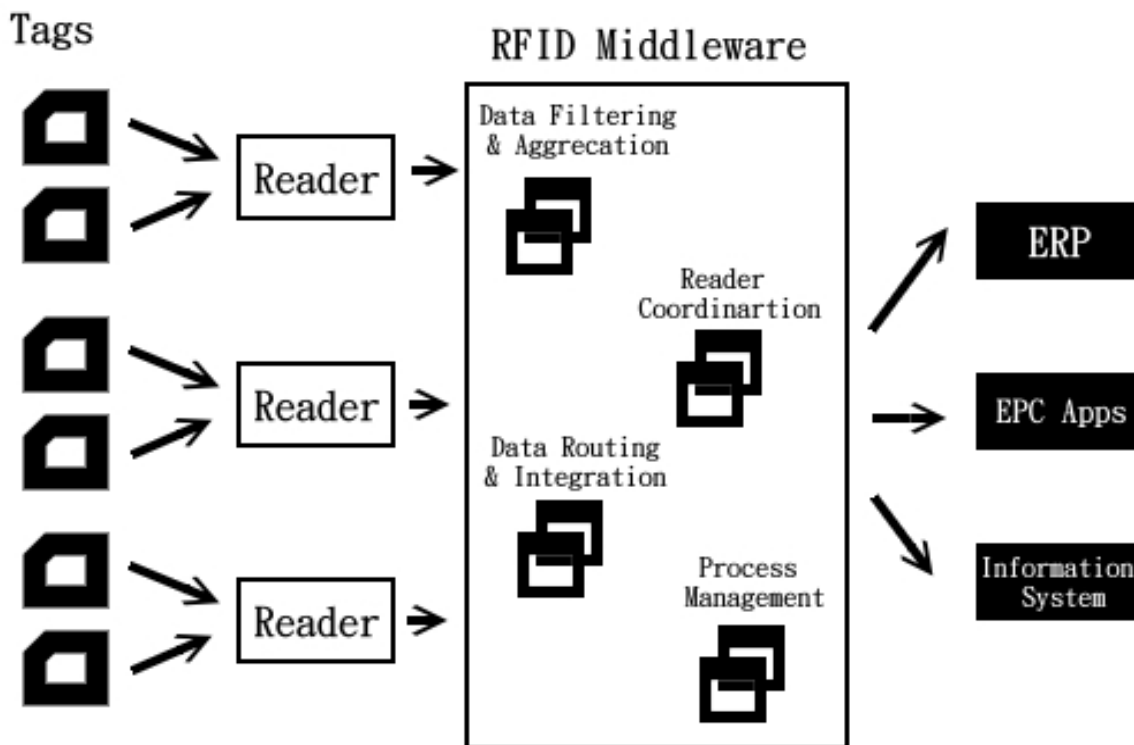 Tags
RFID Middleware
Data Filtering
& Aggrecation
Reader
Reader
Coordinartion
ERP
Reader
EPC Apps
Data Routing
& Integration
Process
Management
Information
System
Reader